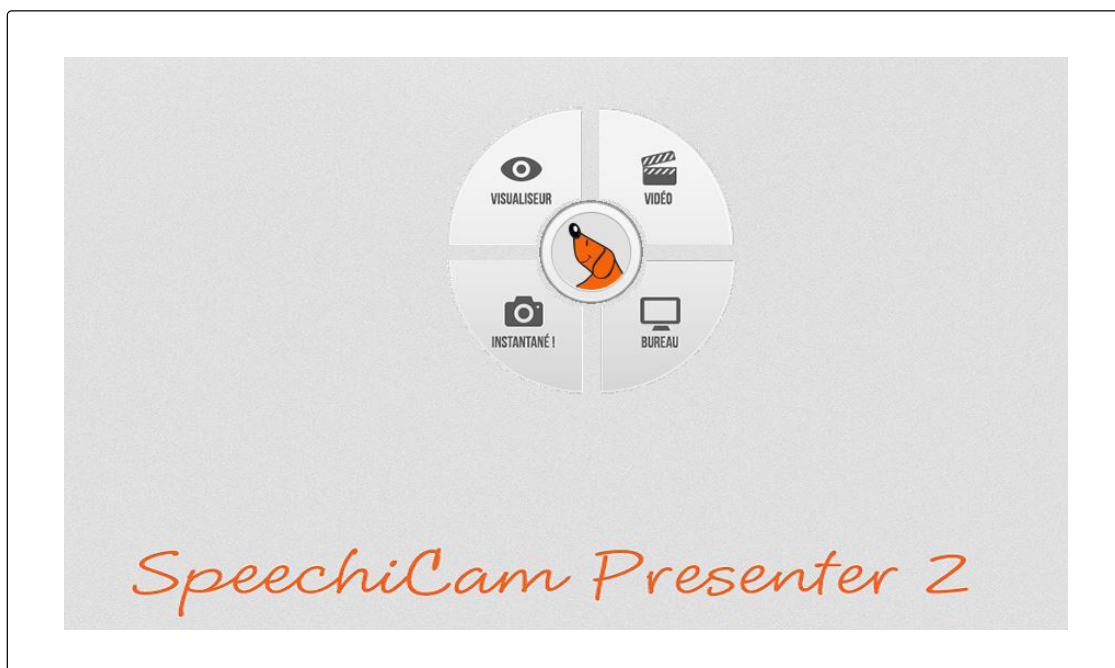 VISUALISEUR
VIDÉO
INSTANTANÉ !
BUREAU
SpeechiCam Presenter 2